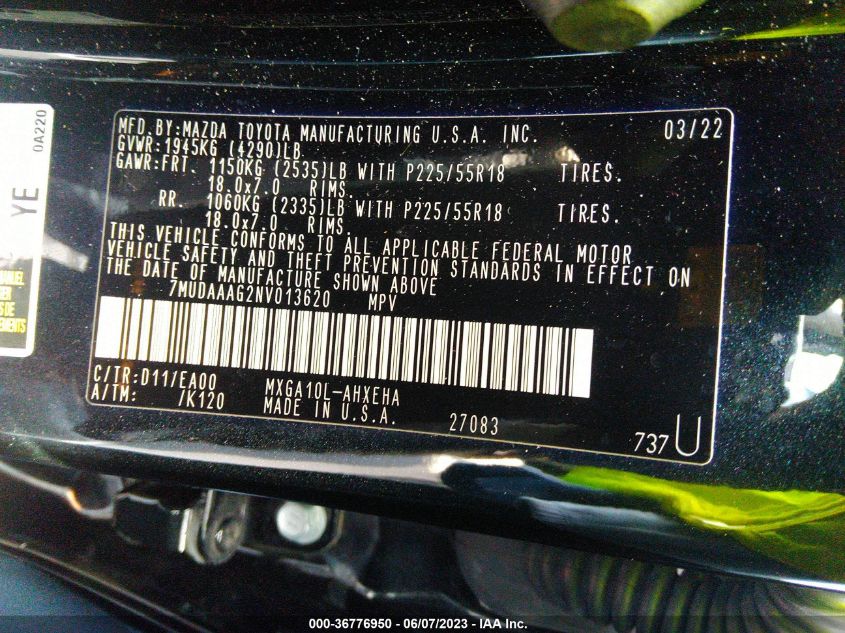 0A220
YE
MANUEL
S DE
MFD.BY:MAZDA TOYOTA MANUFACTURING U.S.A. INC. 03/22
GVWR:1945KG (4290)LB
GAWR:FRT. 1150KG (2535)LB WITH P225/55R18 TIRES.
18.0x7.0 RIMS.
RR. 1060KG (2335)LB WITH P225/55R18 TIRES.
18.0x7.0 RIMS.
THIS VEHICLE CONFORMS TO ALL APPLICABLE FEDERAL MOTOR
VEHICLE SAFETY AND THEFT PREVENTION STANDARDS IN EFFECT ON
THE DATE OF MANUFACTURE SHOWN ABOVE
7MUDAAAG2NV013620 MPV
C/TR:D11/EA00 MXGA10L-AHXEHA
A/TM: /K120 MADE IN U.S.A. 27083
737 U
000-36776950 - 06/07/2023 - IAA Inc.